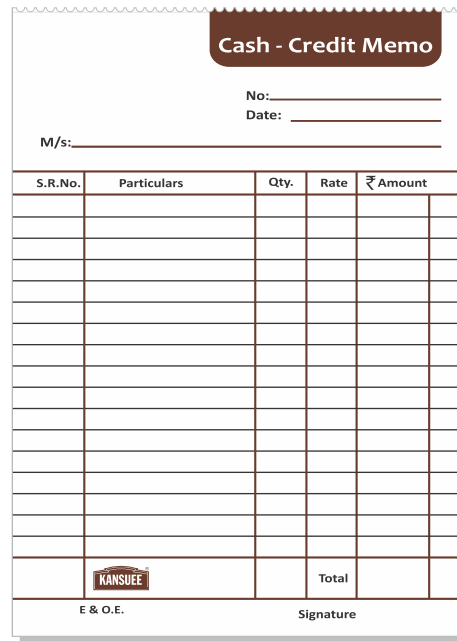 Cash - Credit Memo
No:
Date:
M/s:
S.R.No. Particulars Qty. Rate ₹ Amount
KANSUEE® Total
E & O.E. Signature